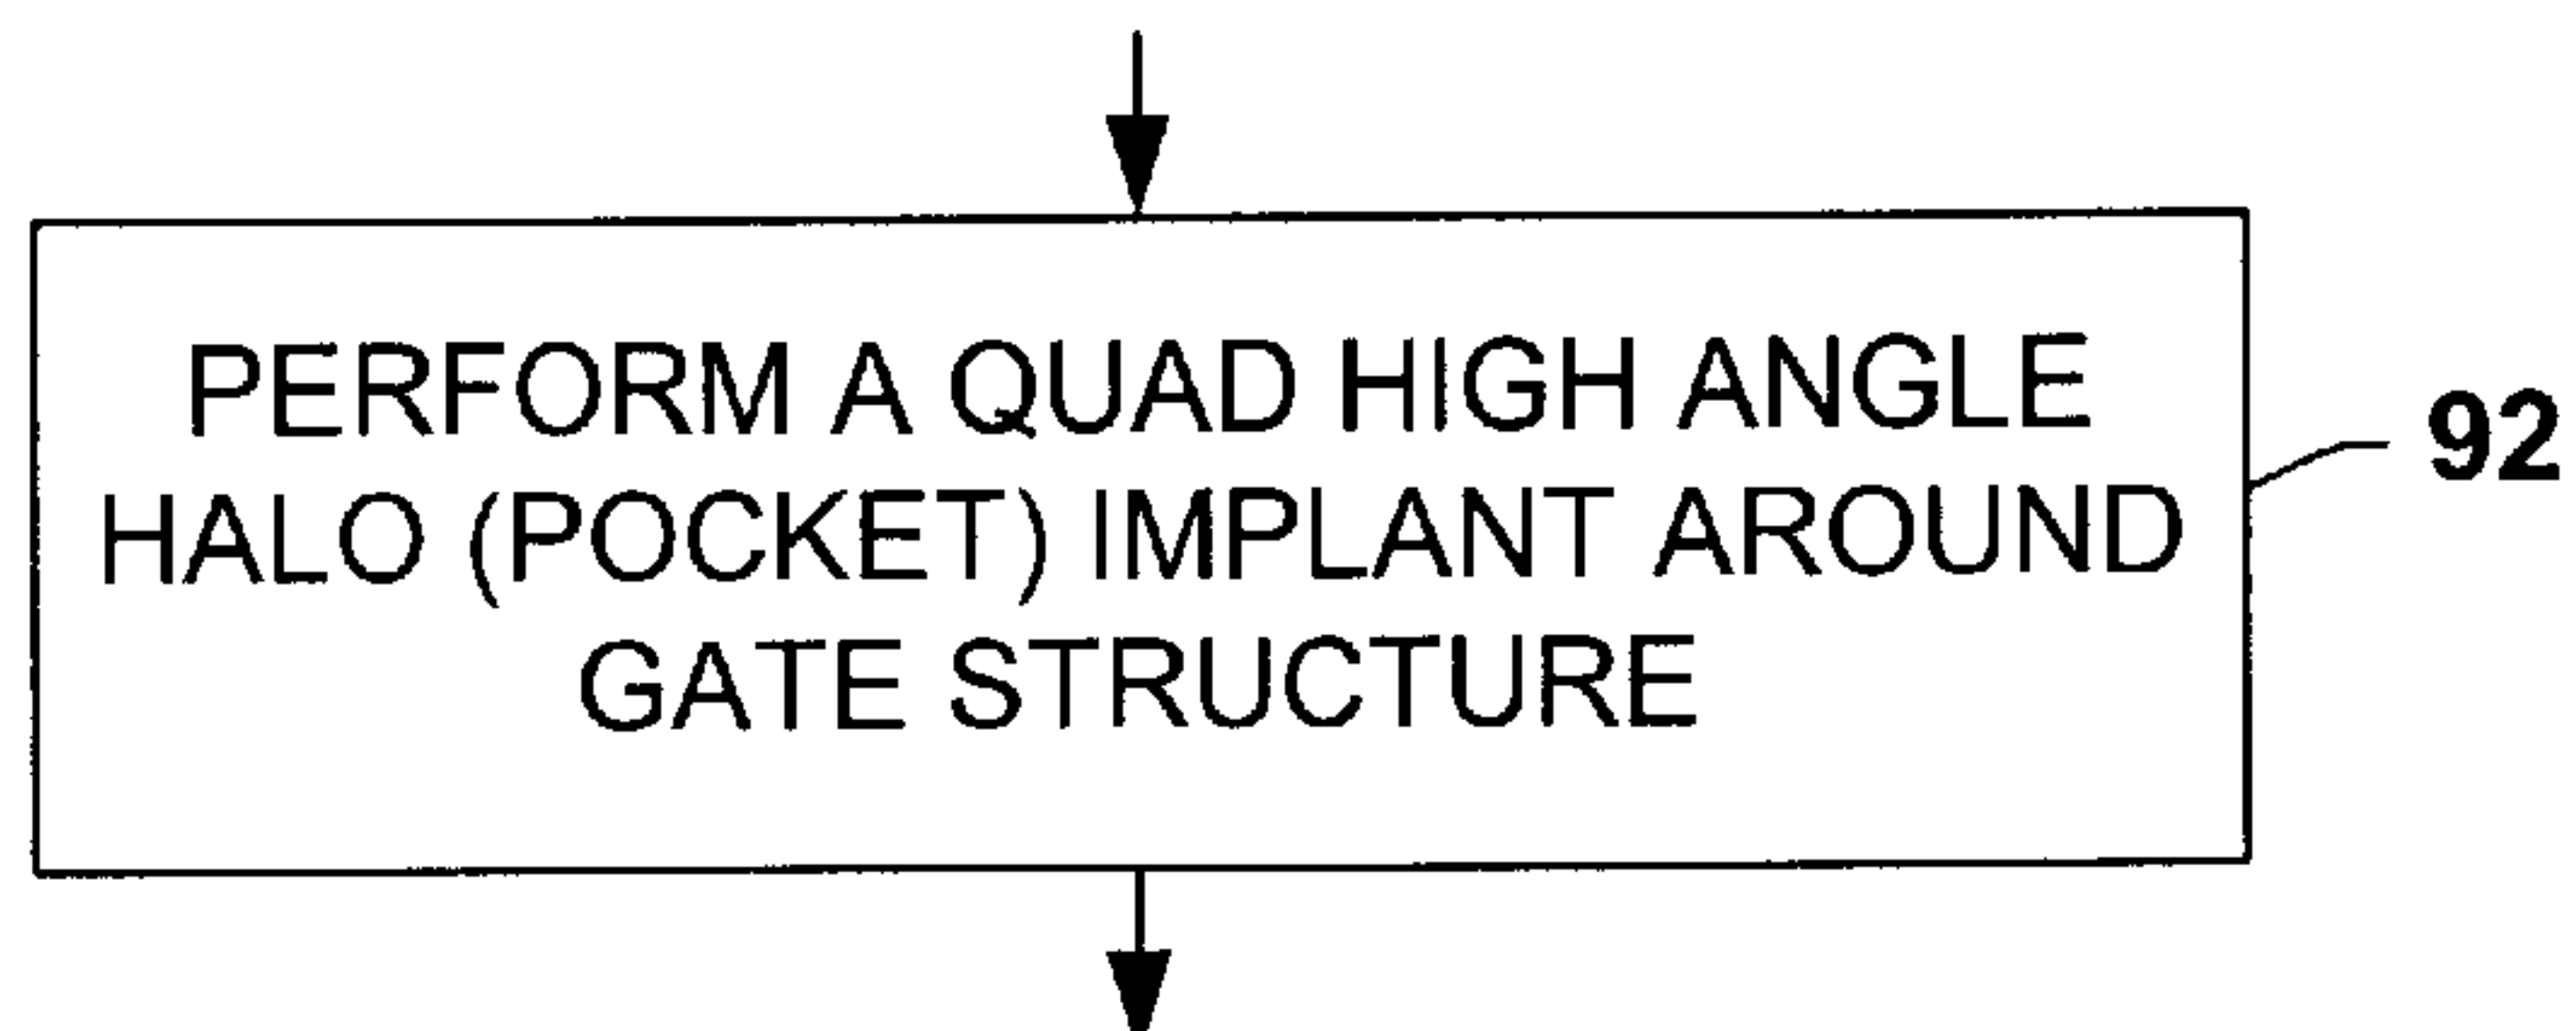 PERFORM A QUAD HIGH ANGLE
HALO (POCKET) IMPLANT AROUND
GATE STRUCTURE
92